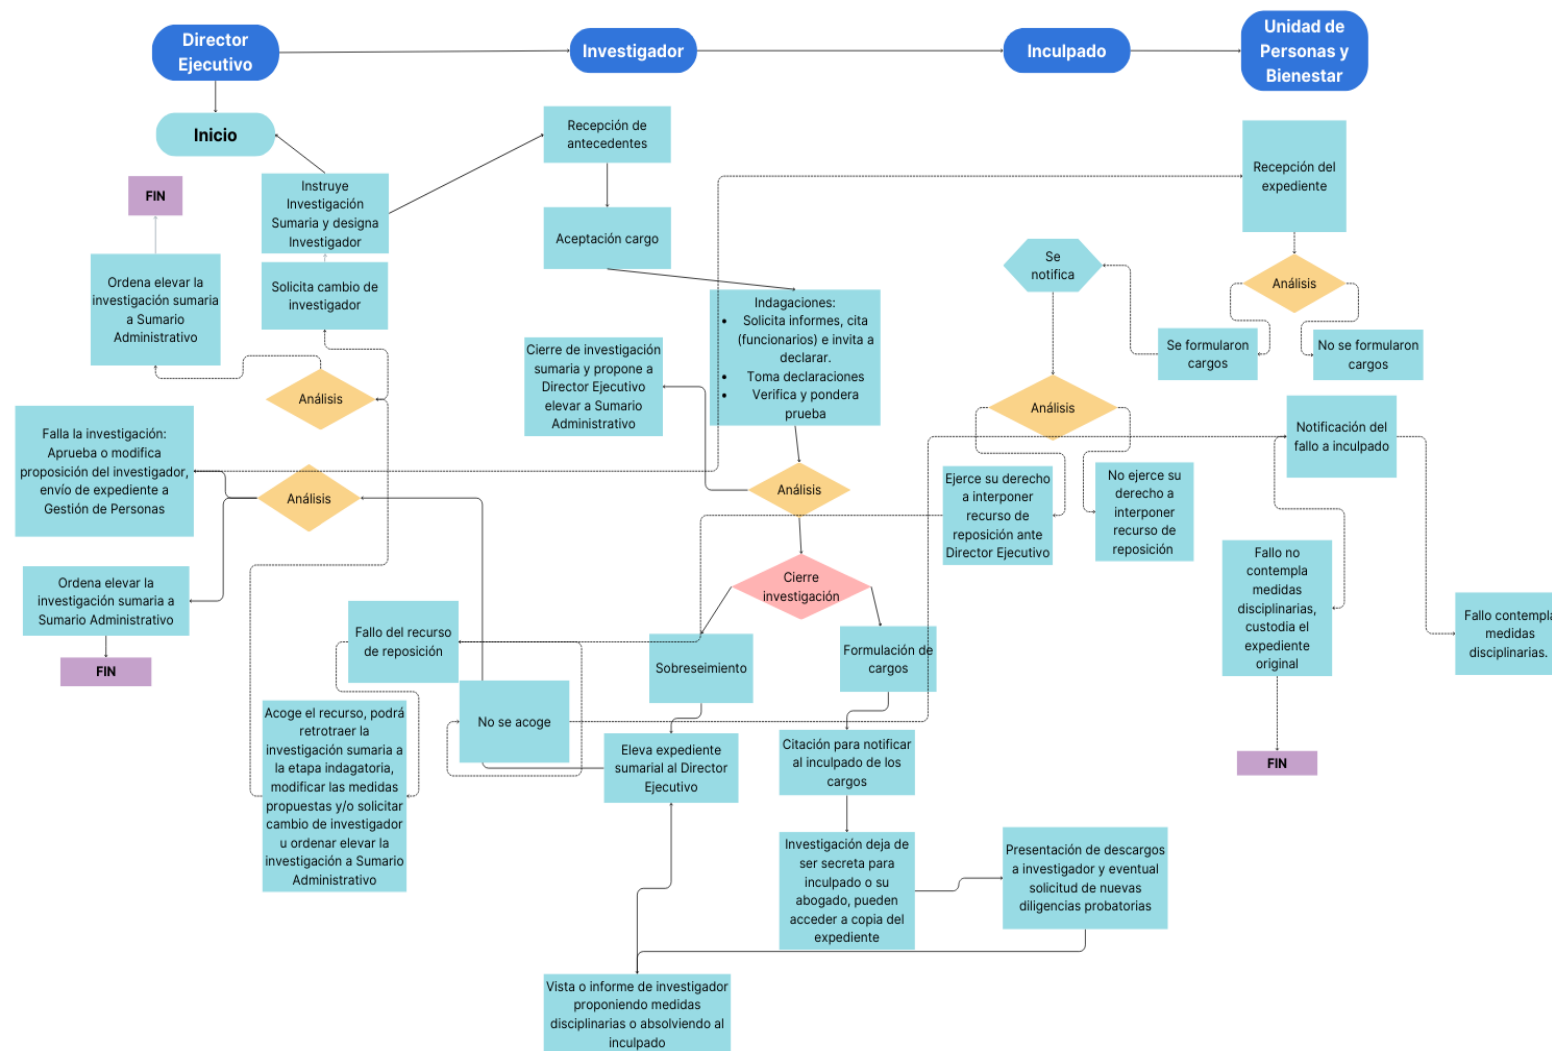 Director
Ejecutivo
Investigador
Inculpado
Unidad de
Personas y
Bienestar
Inicio
Recepción de
antecedentes
Recepción del
expediente
FIN
Instruye
Investigación
Sumaria y designa
Investigador
Aceptación cargo
Se
notifica
Análisis
Ordena elevar la
investigación sumaria
a Sumario
Administrativo
Solicita cambio de
investigador
Indagaciones:
• Solicita informes, cita
(funcionarios) e invita a
declarar.
• Toma declaraciones
• Verifica y pondera
prueba
Se formularon
cargos
No se formularon
cargos
Cierre de investigación
sumaria y propone a
Director Ejecutivo
elevar a Sumario
Administrativo
Análisis
Análisis
Notificación del
fallo a inculpado
Falla la investigación:
Aprueba o modifica
proposición del investigador,
envío de expediente a
Gestión de Personas
Análisis
Análisis
Ejerce su derecho
a interponer
recurso de
reposición ante
Director Ejecutivo
No ejerce su
derecho a
interponer
recurso de
reposición
Fallo no
contempla
medidas
disciplinarias,
custodia el
expediente
original
Fallo contempla
medidas
disciplinarias.
Ordena elevar la
investigación sumaria a
Sumario Administrativo
FIN
Cierre
investigación
Fallo del recurso
de reposición
Sobreseimiento
Formulación de
cargos
No se acoge
Acoge el recurso, podrá
retrotraer la
investigación sumaria a
la etapa indagatoria,
modificar las medidas
propuestas y/o solicitar
cambio de investigador
u ordenar elevar la
investigación a Sumario
Administrativo
Eleva expediente
sumarial al Director
Ejecutivo
Citación para notificar
al inculpado de los
cargos
FIN
Investigación deja de
ser secreta para
inculpado o su
abogado, pueden
acceder a copia del
expediente
Presentación de descargos
a investigador y eventual
solicitud de nuevas
diligencias probatorias
Vista o informe de investigador
proponiendo medidas
disciplinarias o absolviendo al
inculpado